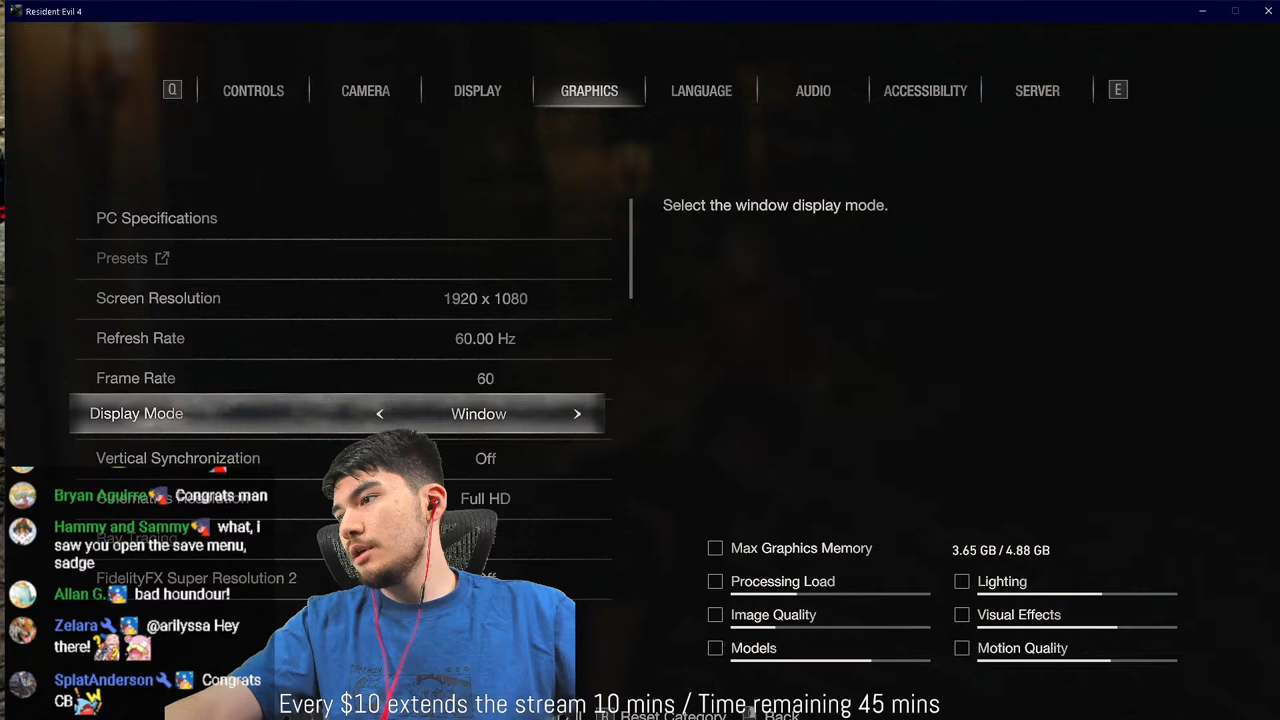 Resident Evil 4
Q
CONTROLS
CAMERA
DISPLAY
GRAPHICS
LANGUAGE
AUDIO
ACCESSIBILITY
SERVER
E
PC Specifications
Presets
Screen Resolution 1920 x 1080
Refresh Rate 60.00 Hz
Frame Rate 60
Display Mode < Window >
Vertical Synchronization Off
Full HD
Ray Tracing
FidelityFX Super Resolution 2
Select the window display mode.
Max Graphics Memory 3.65 GB / 4.88 GB
Processing Load
Lighting
Image Quality
Visual Effects
Models
Motion Quality
Bryan Aguirre Congrats man
Hammy and Sammy what, i
saw you open the save menu,
sadge
Allan G. bad houndour!
Zelara @arilyssa Hey
there!
SplatAnderson Congrats
CB
Every $10 extends the stream 10 mins / Time remaining 45 mins
Reset Category
Back